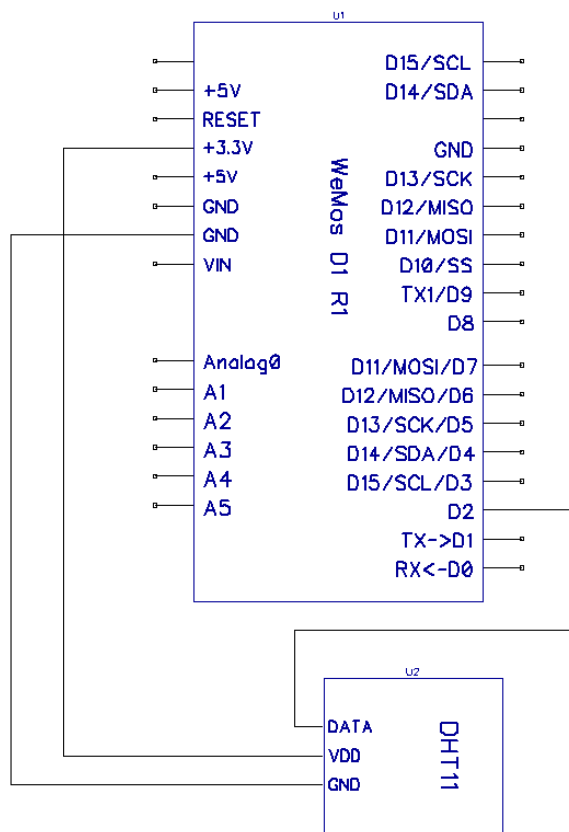 U1
+5V
RESET
+3.3V
+5V
GND
GND
VIN
Analog0
A1
A2
A3
A4
A5
WeMos D1 R1
D15/SCL
D14/SDA
GND
D13/SCK
D12/MISO
D11/MOSI
D10/SS
TX1/D9
D8
D11/MOSI/D7
D12/MISO/D6
D13/SCK/D5
D14/SDA/D4
D15/SCL/D3
D2
TX->D1
RX<-D0
U2
DATA
VDD
GND
DHT11